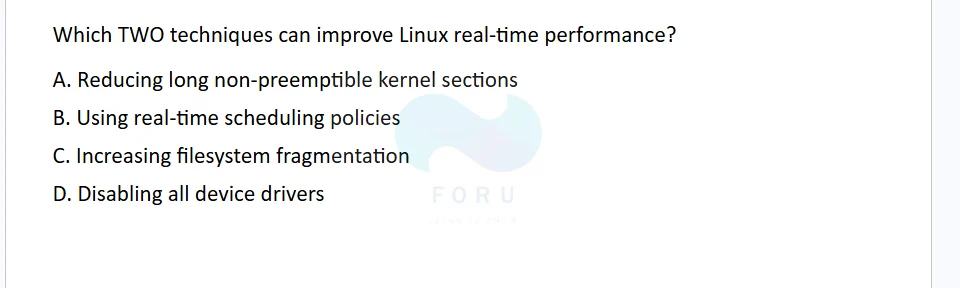 Which TWO techniques can improve Linux real-time performance?
A. Reducing long non-preemptible kernel sections
B. Using real-time scheduling policies
C. Increasing filesystem fragmentation
D. Disabling all device drivers
FORU